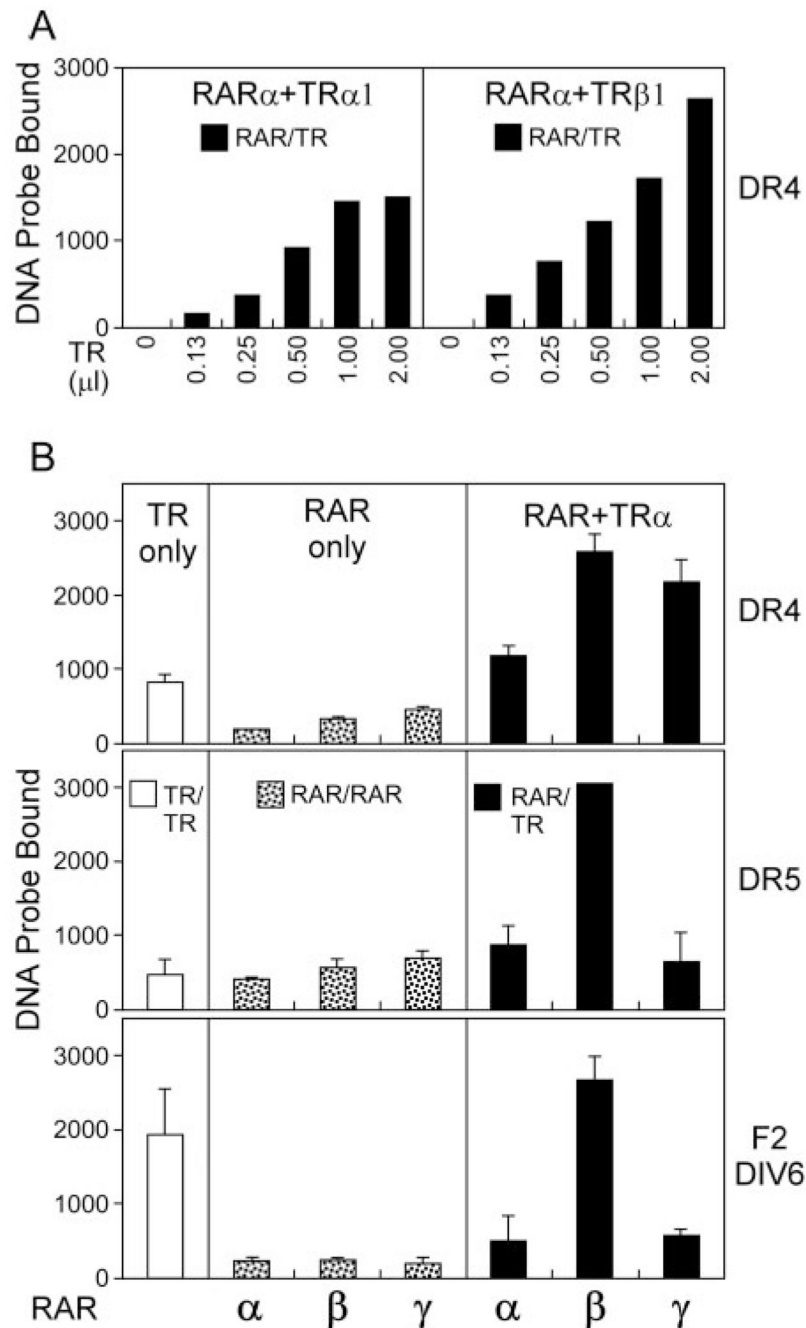 A
DNA Probe Bound
3000
2000
1000
0
RARα+TRα1
RAR/TR
RARα+TRβ1
RAR/TR
DR4
TR
(μl)
0 0.13 0.25 0.50 1.00 2.00 0 0.13 0.25 0.50 1.00 2.00
B
TR
only
RAR
only
RAR+TRα
3000
2000
1000
0
DR4
DNA Probe Bound
TR/
TR
RAR/RAR
RAR/
TR
3000
2000
1000
0
DR5
3000
2000
1000
0
F2
DIV6
RAR α β γ α β γ